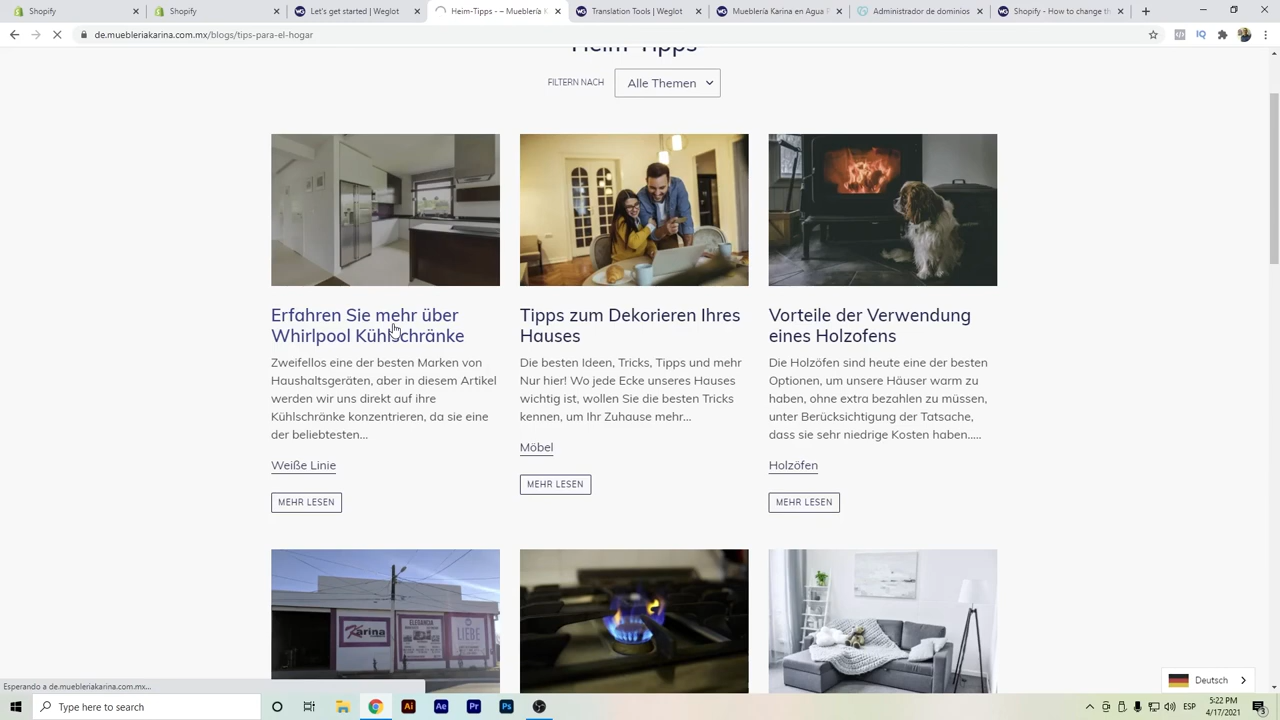 Shopify
Shopify
Let's get started | Weglot
Heim-Tipps – Mueblería K
Translation Tools | Weglot
Mueblería Karina en Agua P
Administrador de dominios
Shopify - How to change th
de.muebleriakarina.com.mx/blogs/tips-para-el-hogar
Heim-Tipps
FILTERN NACH
Alle Themen
Erfahren Sie mehr über
Whirlpool Kühlschränke
Zweifellos eine der besten Marken von
Haushaltsgeräten, aber in diesem Artikel
werden wir uns direkt auf ihre
Kühlschränke konzentrieren, da sie eine
der beliebtesten...
Weiße Linie
MEHR LESEN
Tipps zum Dekorieren Ihres
Hauses
Die besten Ideen, Tricks, Tipps und mehr
Nur hier! Wo jede Ecke unseres Hauses
wichtig ist, wollen Sie die besten Tricks
kennen, um Ihr Zuhause mehr...
Möbel
MEHR LESEN
Vorteile der Verwendung
eines Holzofens
Die Holzöfen sind heute eine der besten
Optionen, um unsere Häuser warm zu
haben, ohne extra bezahlen zu müssen,
unter Berücksichtigung der Tatsache,
dass sie sehr niedrige Kosten haben.....
Holzöfen
MEHR LESEN
Karina
ELEGANCIA
LIEBE
Esperando a de.muebleriakarina.com.mx...
Deutsch
Type here to search
Ai
Ae
Pr
Ps
ESP
5:22 PM
4/17/2021
3